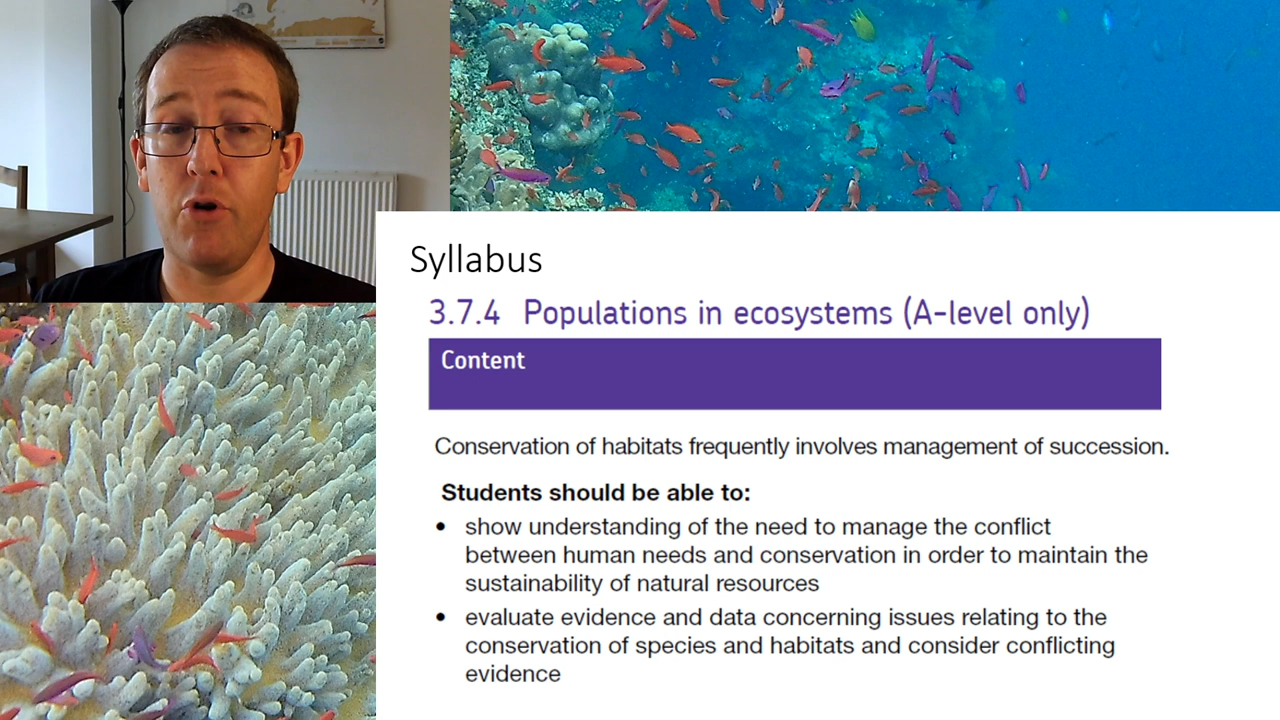 Syllabus
3.7.4 Populations in ecosystems (A-level only)
Content
Conservation of habitats frequently involves management of succession.
Students should be able to:
• show understanding of the need to manage the conflict
between human needs and conservation in order to maintain the
sustainability of natural resources
• evaluate evidence and data concerning issues relating to the
conservation of species and habitats and consider conflicting
evidence